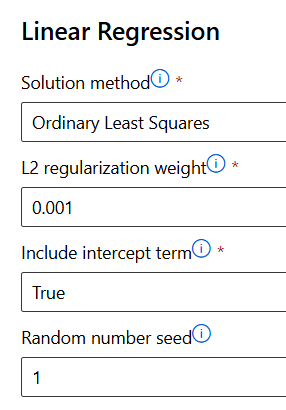 Linear Regression
Solution method *
Ordinary Least Squares
L2 regularization weight *
0.001
Include intercept term *
True
Random number seed
1